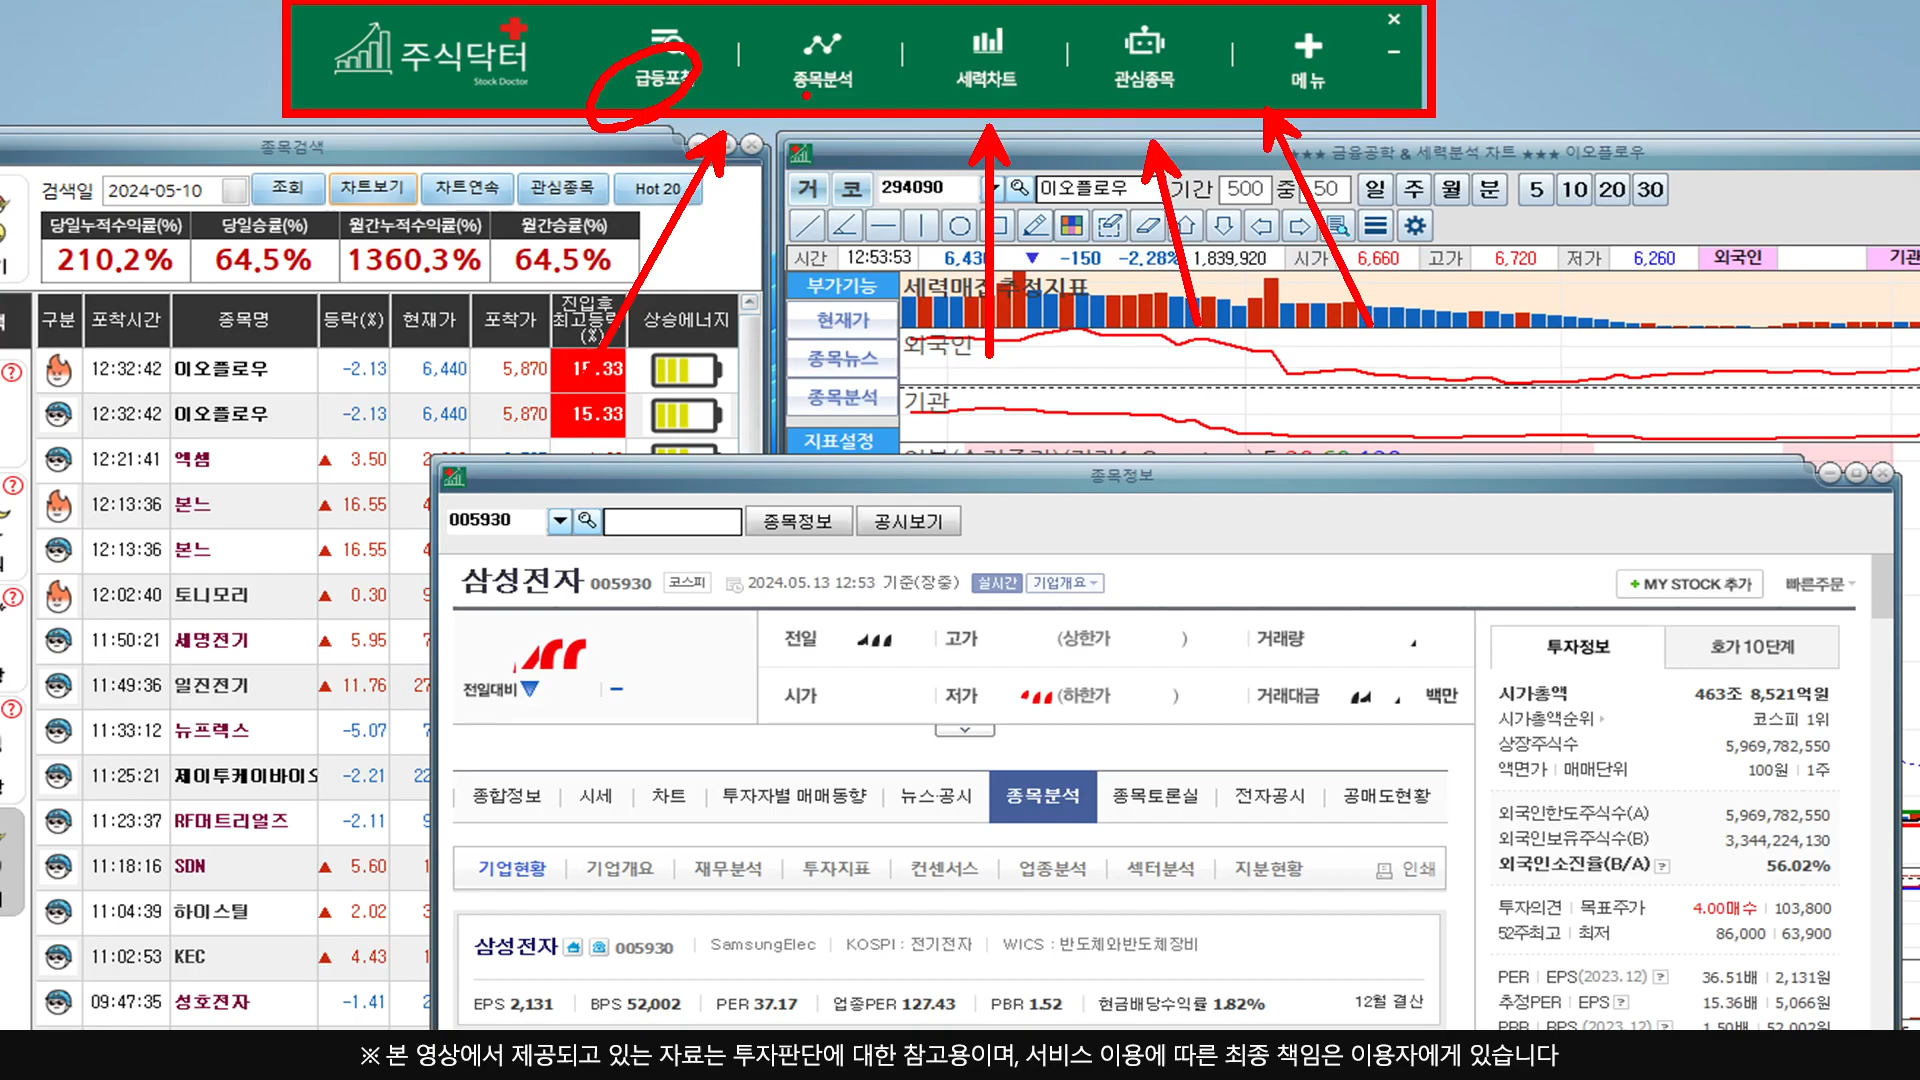 주식닥터
Stock Doctor
종목분석
세력차트
관심종목
메뉴
종목검색
검색일 2024-05-10 조회 차트보기 차트연속 관심종목 Hot 20
당일누적수익률(%) 당일승률(%) 월간누적수익률(%) 월간승률(%)
210.2% 64.5% 1360.3% 64.5%
구분 포착시간 종목명 등락(%) 현재가 포착가 진입후 상승에너지
(%)
12:32:42 이오플로우 -2.13 6,440 5,870
12:32:42 이오플로우 -2.13 6,440 5,870 15.33
12:21:41 엑셈 ▲ 3.50
12:13:36 본느 ▲ 16.55
12:13:36 본느 ▲ 16.55
12:02:40 토니모리 ▲ 0.30
11:50:21 세명전기 ▲ 5.95
11:49:36 일진전기 ▲ 11.76
11:33:12 뉴프렉스 -5.07
11:25:21 제이투케이바이오 -2.21
11:23:37 RF머트리얼즈 -2.11
11:18:16 SDN ▲ 5.60
11:04:39 하이스틸 ▲ 2.02
11:02:53 KEC ▲ 4.43
09:47:35 성호전자 -1.41
★★★ 금융공학 & 세력분석 차트 ★★★ 이오플로우
거 코 294090 이오플로우 기간 500 중 50 일 주 월 분 5 10 20 30
시간 12:53:53 ▼ -150 -2.28% 1,839,920 시가 6,660 고가 6,720 저가 6,260 외국인 기관
부가기능
현재가
종목뉴스
종목분석
지표설정
세력매집추정지표
외국인
기관
종목정보
005930 종목정보 공시보기
삼성전자 005930 코스피 2024.05.13 12:53 기준(장중) 실시간 기업개요
+ MY STOCK 추가 빠른주문
전일대비 ▼
전일 고가 (상한가 ) 거래량
시가 저가 (하한가 ) 거래대금 백만
종합정보 시세 차트 투자자별 매매동향 뉴스·공시 종목분석 종목토론실 전자공시 공매도현황
기업현황 기업개요 재무분석 투자지표 컨센서스 업종분석 섹터분석 지분현황 인쇄
삼성전자 005930 SamsungElec KOSPI : 전기전자 WICS : 반도체와반도체장비
EPS 2,131 BPS 52,002 PER 37.17 업종PER 127.43 PBR 1.52 현금배당수익률 1.82% 12월 결산
투자정보 호가 10단계
시가총액 463조 8,521억원
시가총액순위 코스피 1위
상장주식수 5,969,782,550
액면가 매매단위 100원 1주
외국인한도주식수(A) 5,969,782,550
외국인보유주식수(B) 3,344,224,130
외국인소진율(B/A) ? 56.02%
투자의견 목표주가 4.00매수 103,800
52주최고 최저 86,000 63,900
PER EPS(2023.12) ? 36.51배 2,131원
추정PER EPS ? 15.36배 5,066원
PBR BPS (2023.12) ? 1.50배 52,002원
※ 본 영상에서 제공되고 있는 자료는 투자판단에 대한 참고용이며, 서비스 이용에 따른 최종 책임은 이용자에게 있습니다